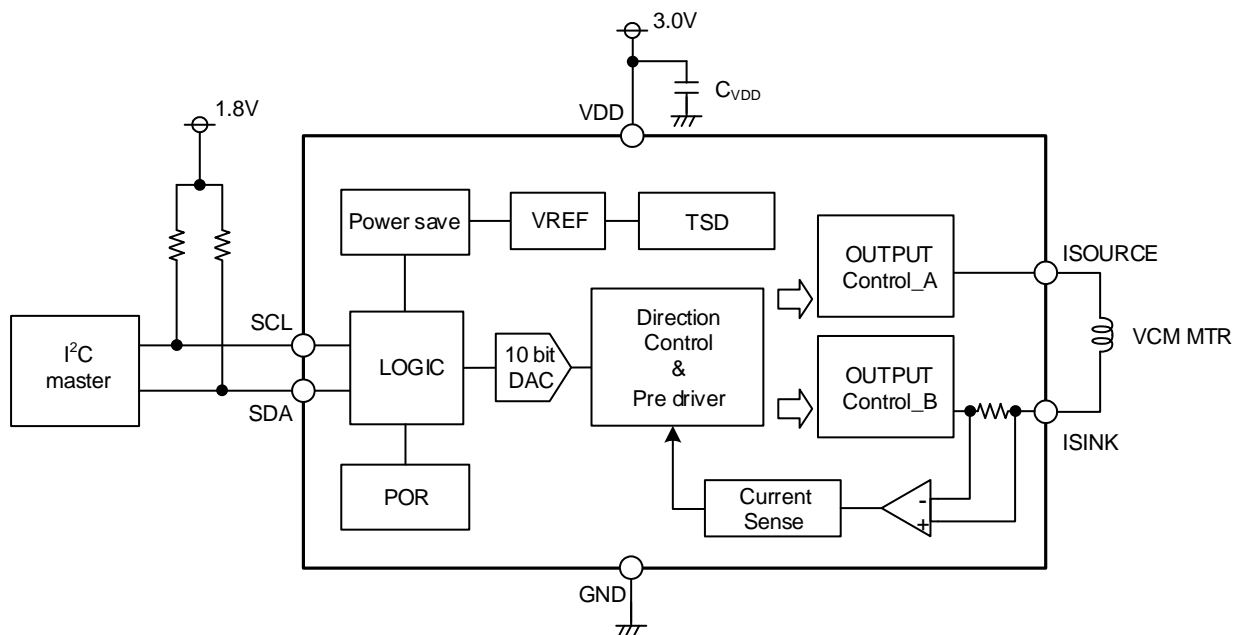 3.0V
C_VDD
VDD
1.8V
Power save
VREF
TSD
OUTPUT
Control_A
ISOURCE
I²C
master
SCL
SDA
LOGIC
10 bit
DAC
Direction
Control
&
Pre driver
VCM MTR
OUTPUT
Control_B
ISINK
POR
Current
Sense
-
+
GND